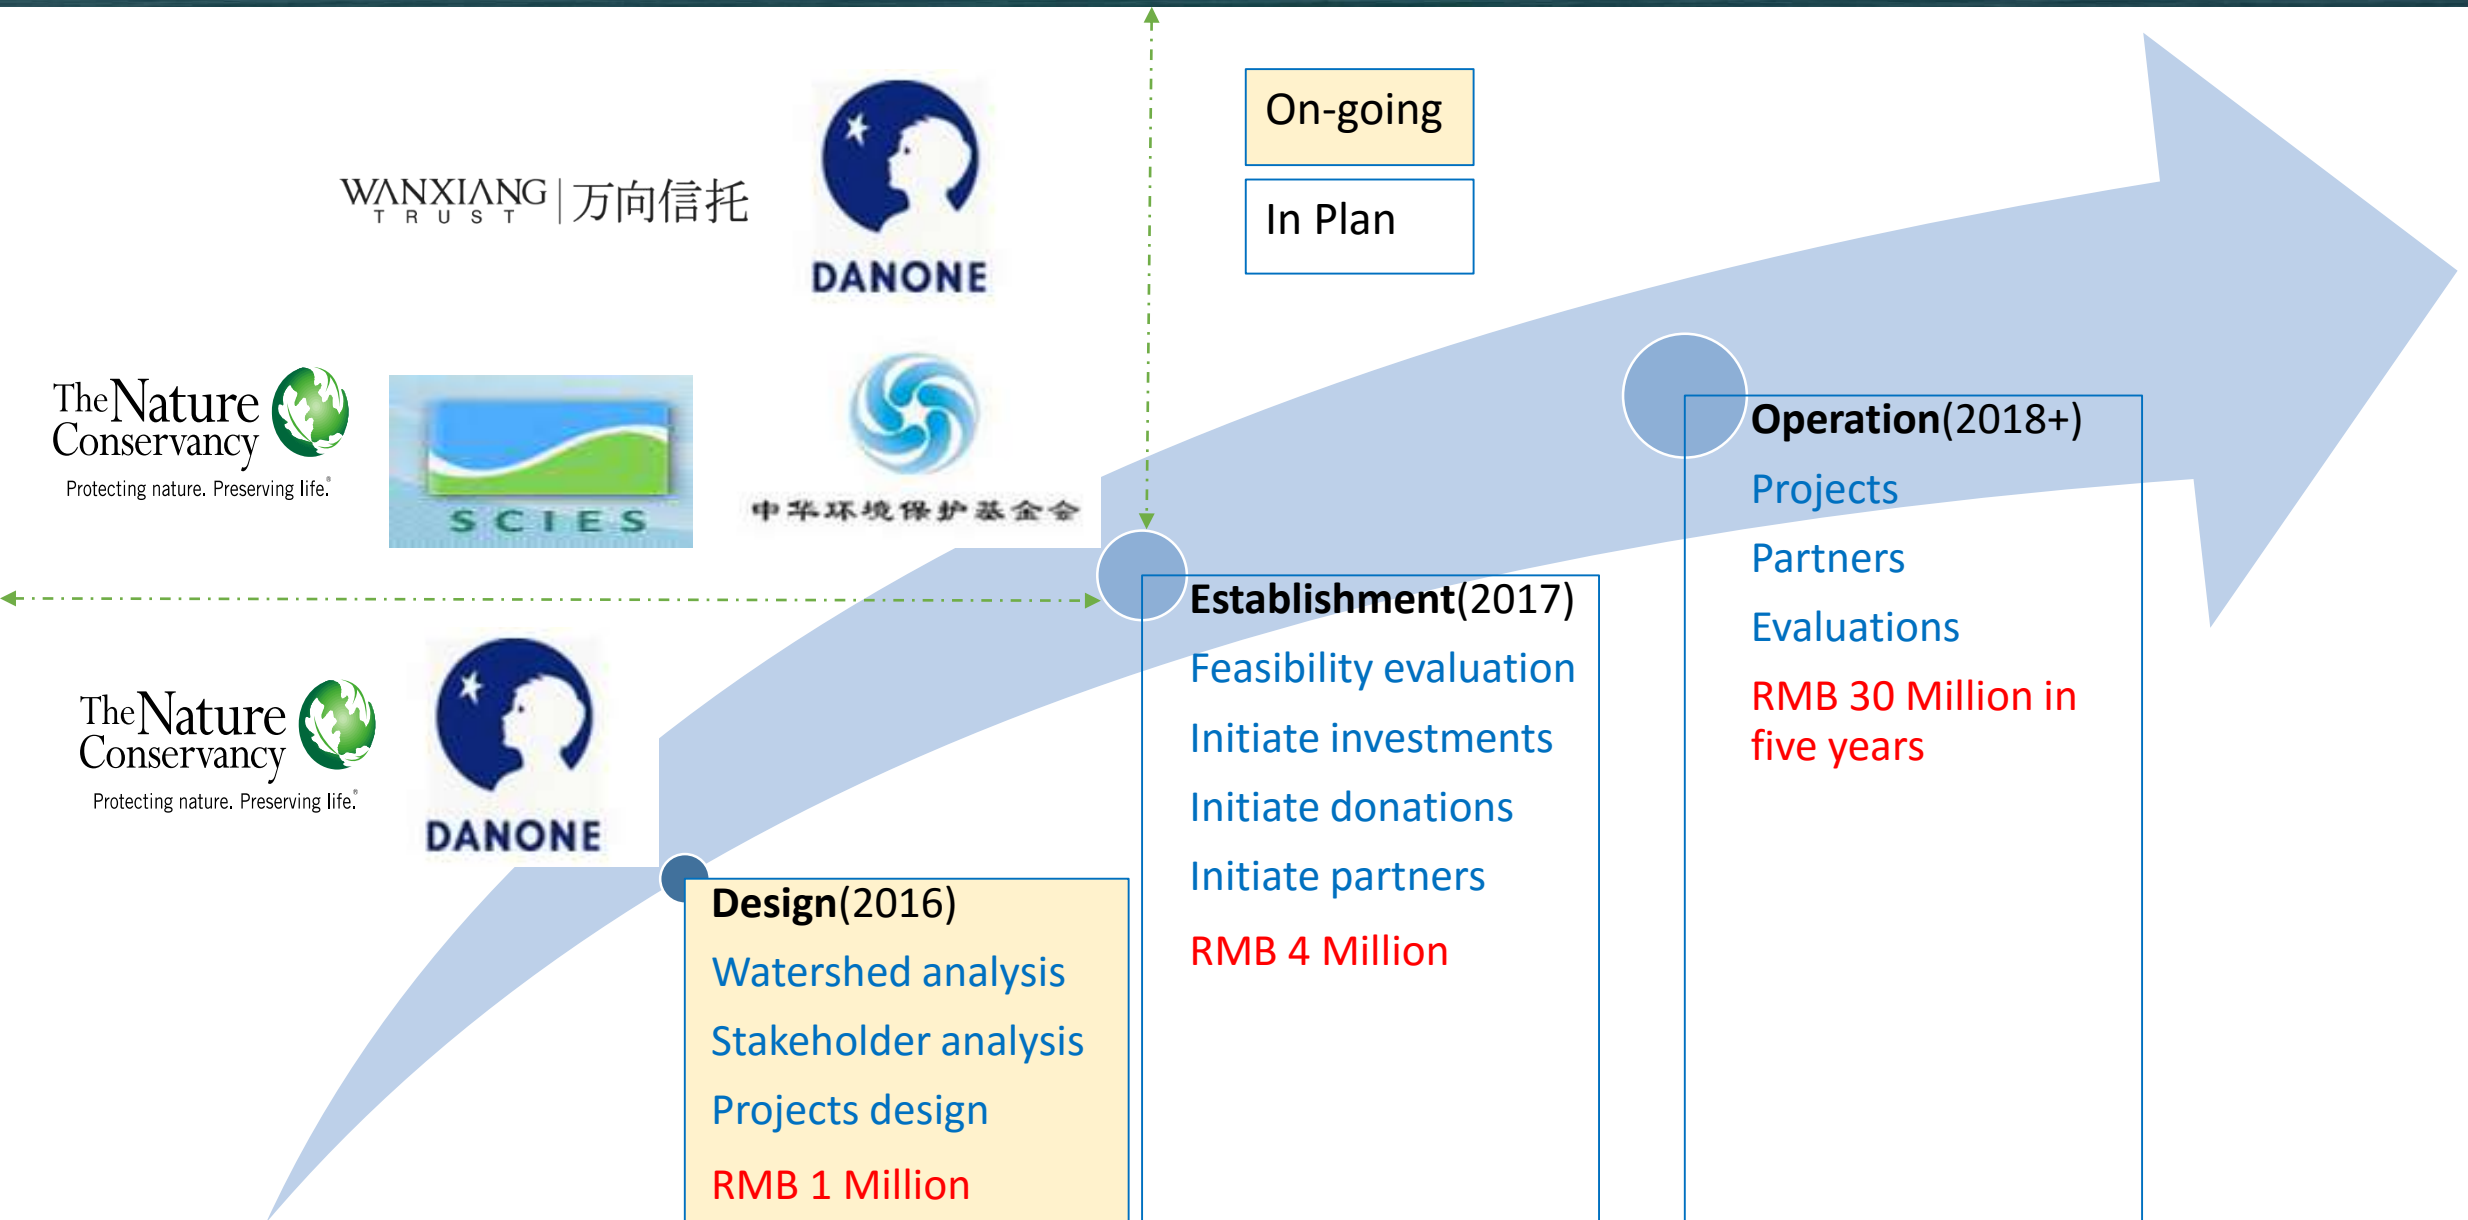 WANXIANG
TRUST
万向信托
DANONE
On-going
In Plan
The Nature
Conservancy
Protecting nature. Preserving life.®
SCIES
中华环境保护基金会
The Nature
Conservancy
Protecting nature. Preserving life.®
DANONE
Design(2016)
Watershed analysis
Stakeholder analysis
Projects design
RMB 1 Million
Establishment(2017)
Feasibility evaluation
Initiate investments
Initiate donations
Initiate partners
RMB 4 Million
Operation(2018+)
Projects
Partners
Evaluations
RMB 30 Million in
five years